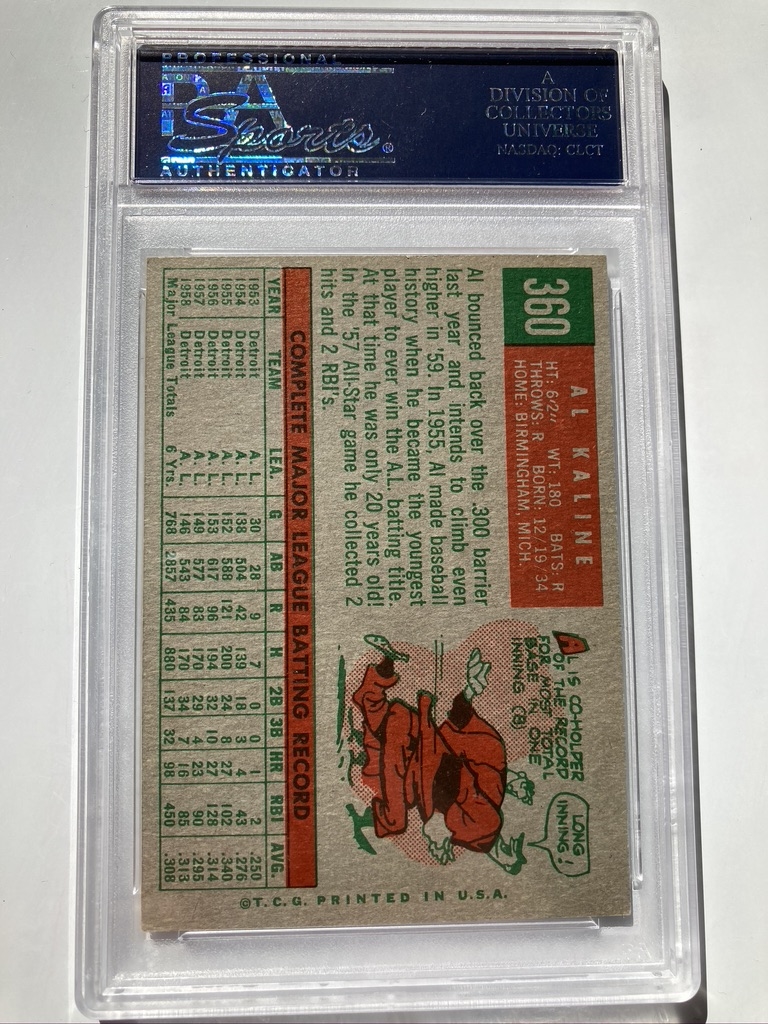 PROFESSIONAL
PSA
Sports®
AUTHENTICATOR
A
DIVISION OF
COLLECTORS
UNIVERSE
NASDAQ: CLCT
360
AL KALINE
HT: 6'2" WT: 180 BATS: R
THROWS: R BORN: 12/19/34
HOME: BIRMINGHAM, MICH.
Al bounced back over the .300 barrier
last year and intends to climb even
higher in '59. In 1955, Al made baseball
history when he became the youngest
player to ever win the A.L. batting title.
At that time he was only 20 years old!
In the '57 All-Star game he collected 2
hits and 2 RBI's.
AL IS CO-HOLDER
OF THE RECORD
FOR MOST TOTAL
BASE IN ONE
INNING (8)
LONG
INNING!
COMPLETE MAJOR LEAGUE BATTING RECORD
YEAR TEAM LEA. G AB R H 2B 3B HR RBI AVG.
1953 Detroit A. L. 30 28 9 7 0 0 1 2 .250
1954 Detroit A. L. 138 504 42 139 18 3 4 43 .276
1955 Detroit A. L. 152 588 121 200 24 8 27 102 .340
1956 Detroit A. L. 153 617 96 194 32 10 27 128 .314
1957 Detroit A. L. 149 577 83 170 29 4 23 90 .295
1958 Detroit A. L. 146 543 84 170 34 7 16 85 .313
Major League Totals 6 Yrs. 768 2857 435 880 137 32 98 450 .308
©T.C.G. PRINTED IN U.S.A.